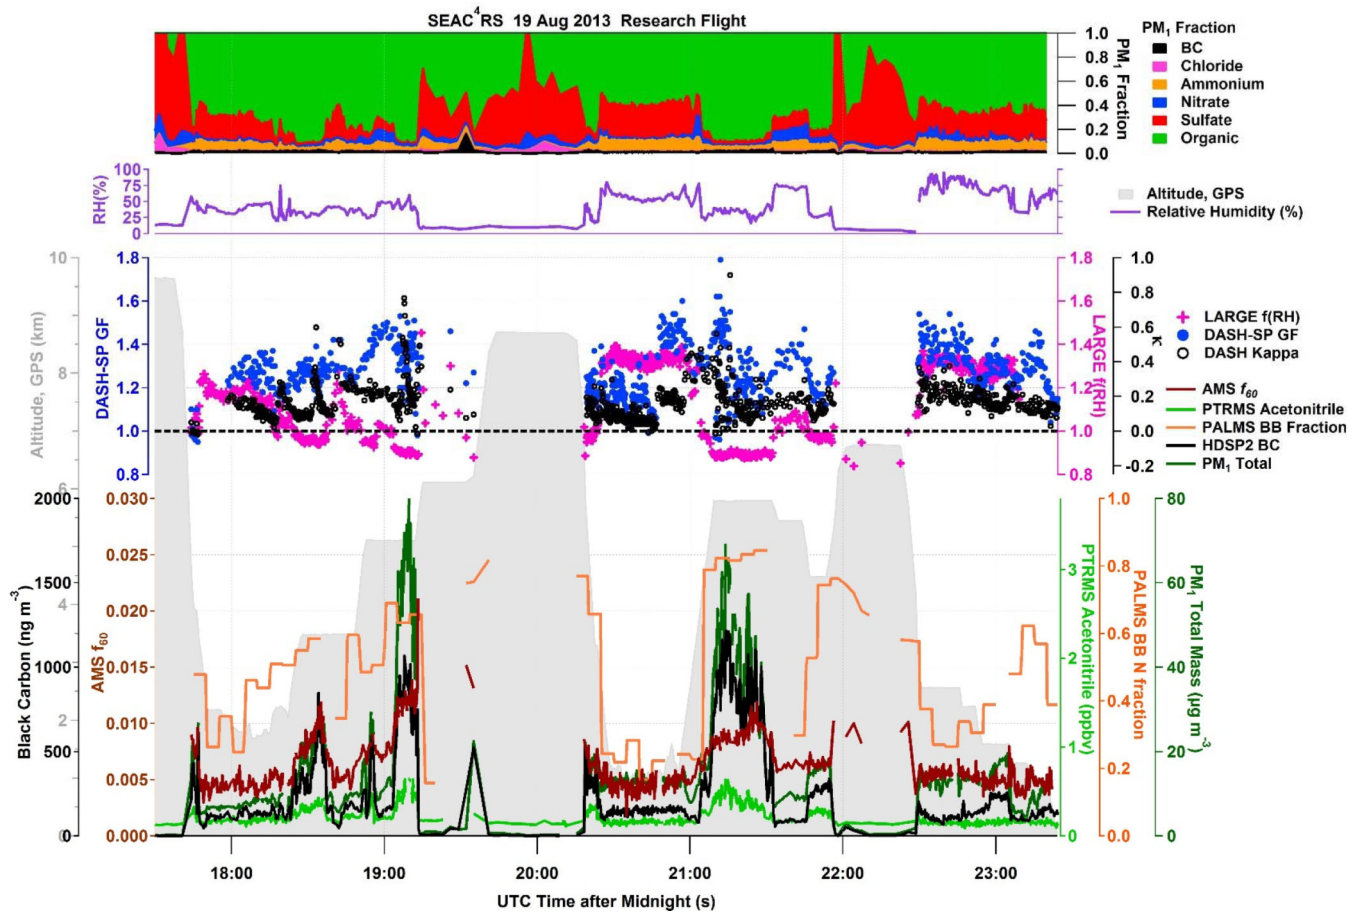 SEAC⁴RS 19 Aug 2013 Research Flight
PM₁ Fraction
BC
Chloride
Ammonium
Nitrate
Sulfate
Organic
1.0
0.8
0.6
0.4
0.2
0.0
PM₁ Fraction
100
75
50
25
0
RH(%)
Altitude, GPS
Relative Humidity (%)
10
8
6
4
2
0
Altitude, GPS (km)
1.8
1.6
1.4
1.2
1.0
0.8
DASH-SP GF
1.8
1.6
1.4
1.2
1.0
0.8
LARGE f(RH)
1.0
0.8
0.6
0.4
0.2
0.0
-0.2
κ
LARGE f(RH)
DASH-SP GF
DASH Kappa
AMS f₆₀
PTRMS Acetonitrile
PALMS BB Fraction
HDSP2 BC
PM₁ Total
2000
1500
1000
500
0
Black Carbon (ng m⁻³)
0.030
0.025
0.020
0.015
0.010
0.005
0.000
AMS f₆₀
3
2
1
0
PTRMS Acetonitrile (ppbv)
1.0
0.8
0.6
0.4
0.2
0.0
PALMS BB N fraction
80
60
40
20
0
PM₁ Total Mass (µg m⁻³)
18:00
19:00
20:00
21:00
22:00
23:00
UTC Time after Midnight (s)